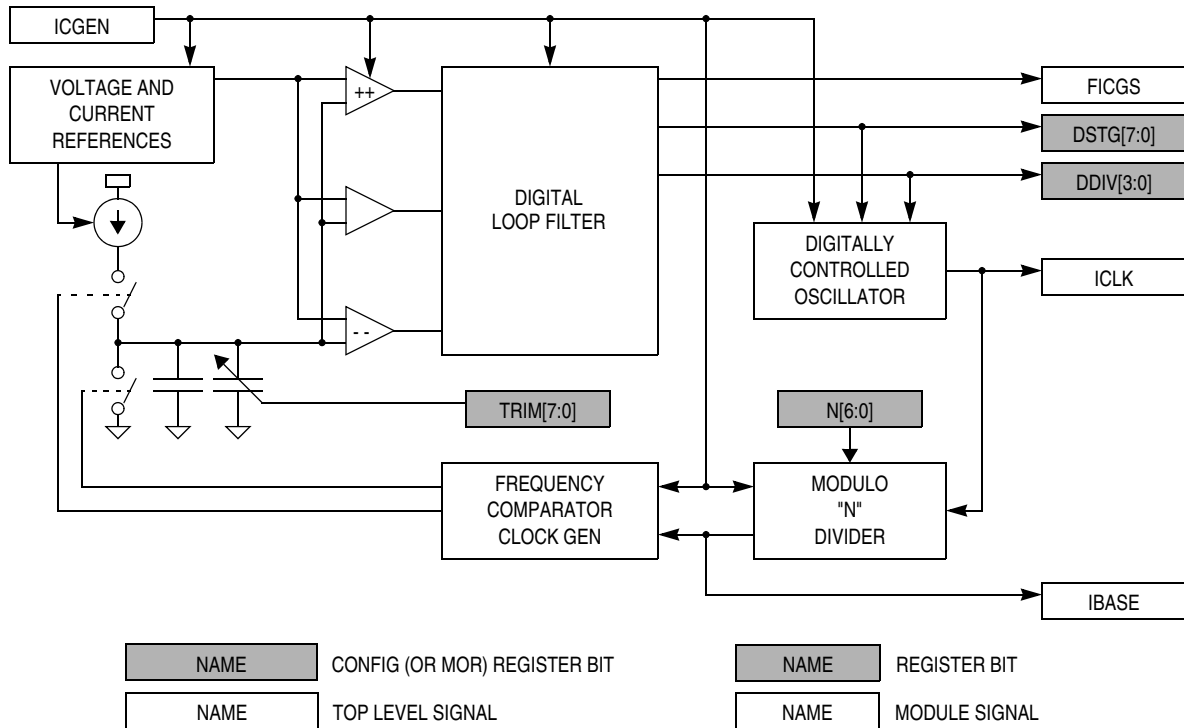 ICGEN
VOLTAGE AND
CURRENT
REFERENCES
++
- -
DIGITAL
LOOP FILTER
FICGS
DSTG[7:0]
DDIV[3:0]
DIGITALLY
CONTROLLED
OSCILLATOR
ICLK
TRIM[7:0]
N[6:0]
FREQUENCY
COMPARATOR
CLOCK GEN
MODULO
"N"
DIVIDER
IBASE
NAME CONFIG (OR MOR) REGISTER BIT
NAME REGISTER BIT
NAME TOP LEVEL SIGNAL
NAME MODULE SIGNAL